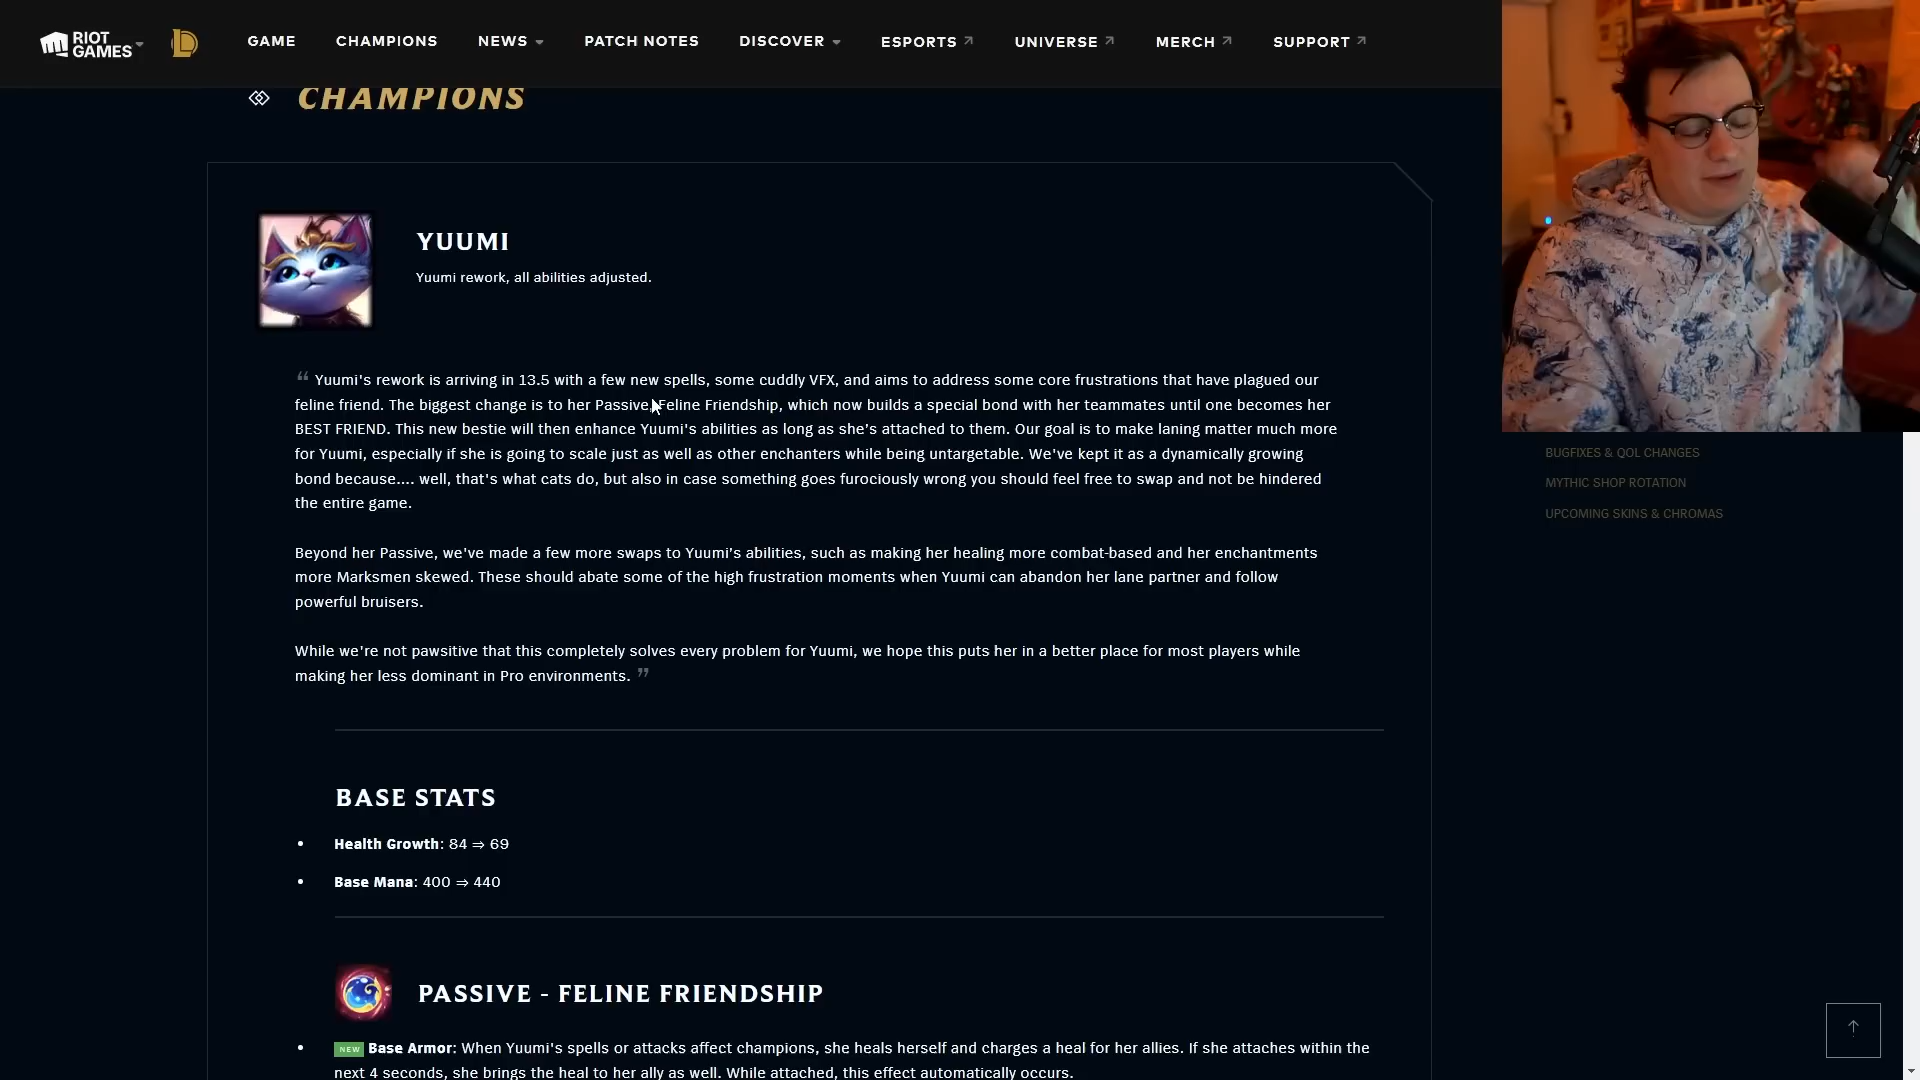 RIOT GAMES
GAME
CHAMPIONS
NEWS
PATCH NOTES
DISCOVER
ESPORTS
UNIVERSE
MERCH
SUPPORT
CHAMPIONS
YUUMI
Yuumi rework, all abilities adjusted.
“ Yuumi's rework is arriving in 13.5 with a few new spells, some cuddly VFX, and aims to address some core frustrations that have plagued our
feline friend. The biggest change is to her Passive, Feline Friendship, which now builds a special bond with her teammates until one becomes her
BEST FRIEND. This new bestie will then enhance Yuumi's abilities as long as she’s attached to them. Our goal is to make laning matter much more
for Yuumi, especially if she is going to scale just as well as other enchanters while being untargetable. We've kept it as a dynamically growing
bond because.... well, that's what cats do, but also in case something goes furociously wrong you should feel free to swap and not be hindered
the entire game.
Beyond her Passive, we've made a few more swaps to Yuumi’s abilities, such as making her healing more combat-based and her enchantments
more Marksmen skewed. These should abate some of the high frustration moments when Yuumi can abandon her lane partner and follow
powerful bruisers.
While we're not pawsitive that this completely solves every problem for Yuumi, we hope this puts her in a better place for most players while
making her less dominant in Pro environments. ”
BASE STATS
• Health Growth: 84 ⇒ 69
• Base Mana: 400 ⇒ 440
PASSIVE - FELINE FRIENDSHIP
• NEW Base Armor: When Yuumi's spells or attacks affect champions, she heals herself and charges a heal for her allies. If she attaches within the
next 4 seconds, she brings the heal to her ally as well. While attached, this effect automatically occurs.
BUGFIXES & QOL CHANGES
MYTHIC SHOP ROTATION
UPCOMING SKINS & CHROMAS